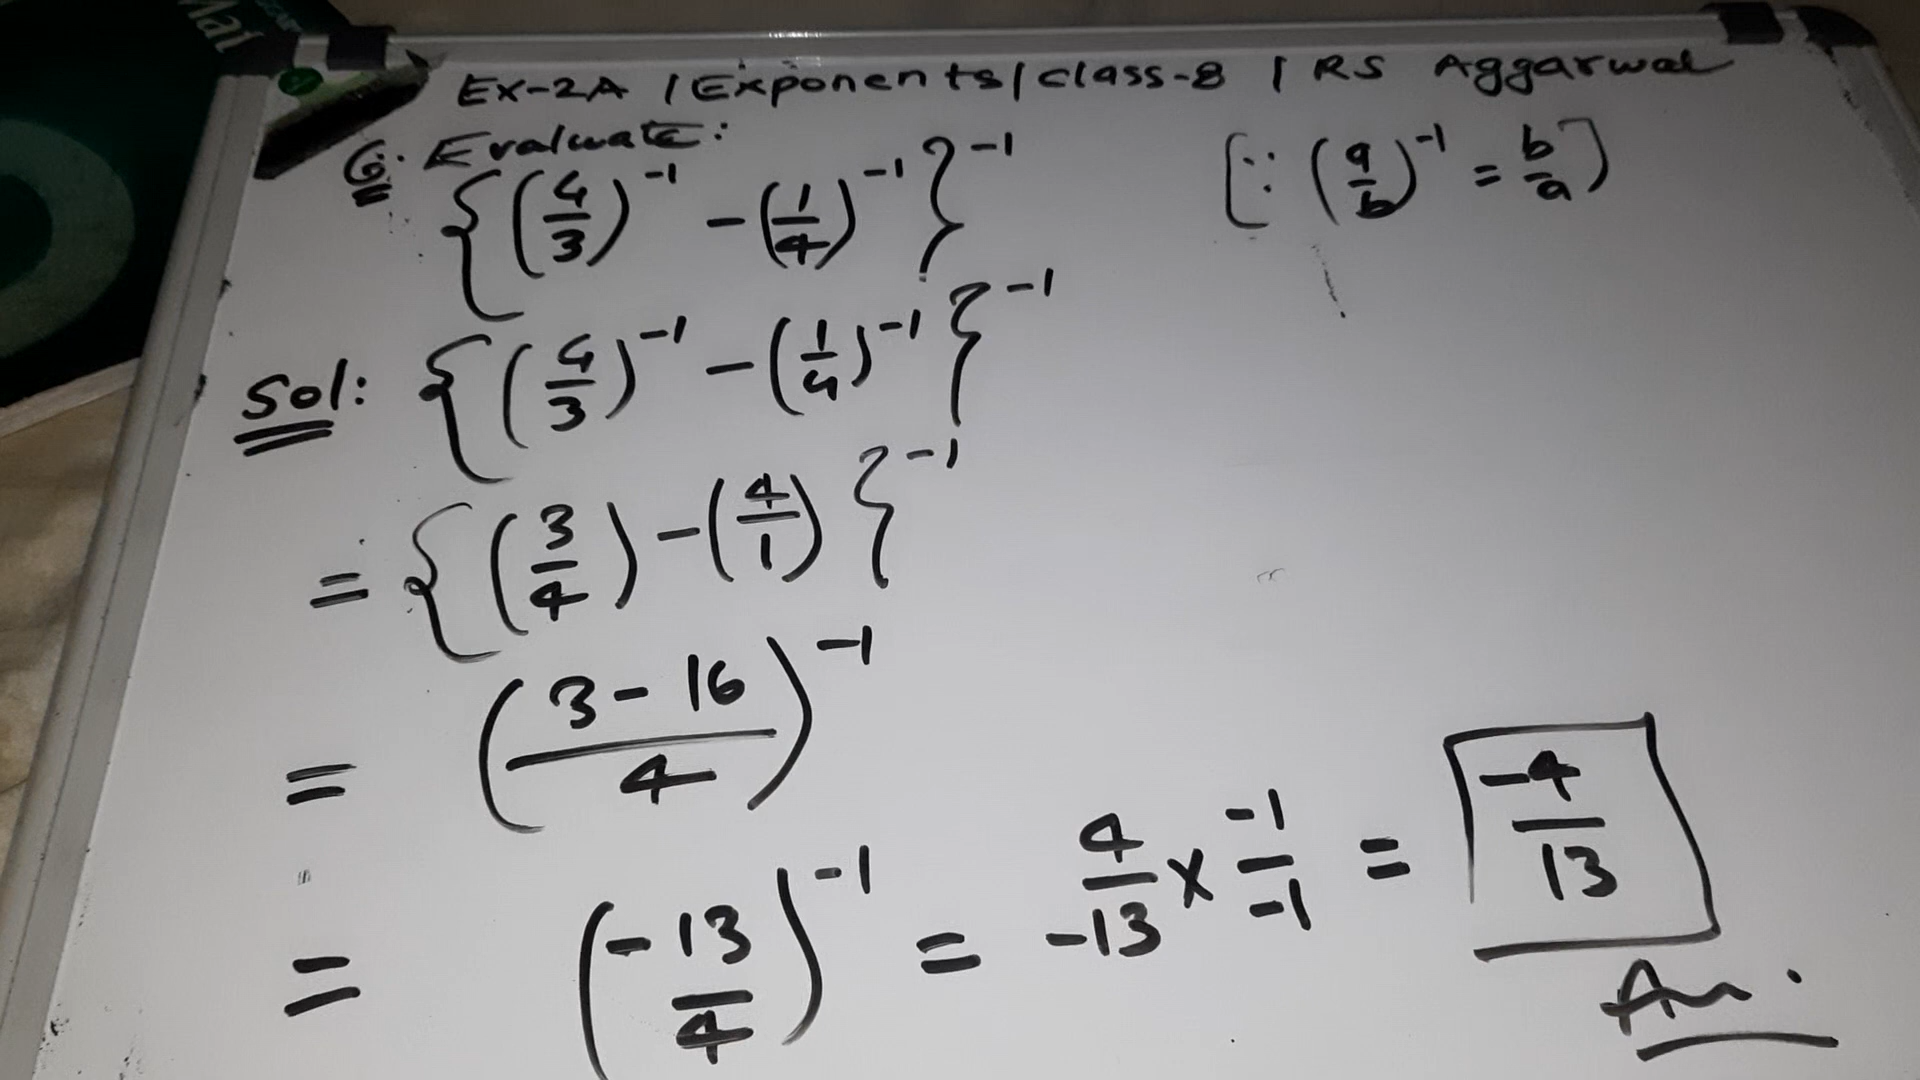 Mat
Ex-2A / Exponents / class-8 / RS Aggarwal
6. Evaluate:
{(4/3)^-1 - (1/4)^-1}^-1 [∵ (a/b)^-1 = b/a]
Sol: {(4/3)^-1 - (1/4)^-1}^-1
= {(3/4) - (4/1)}^-1
= ((3-16)/4)^-1
= (-13/4)^-1 = 4/-13 × -1/-1 = -4/13
An.